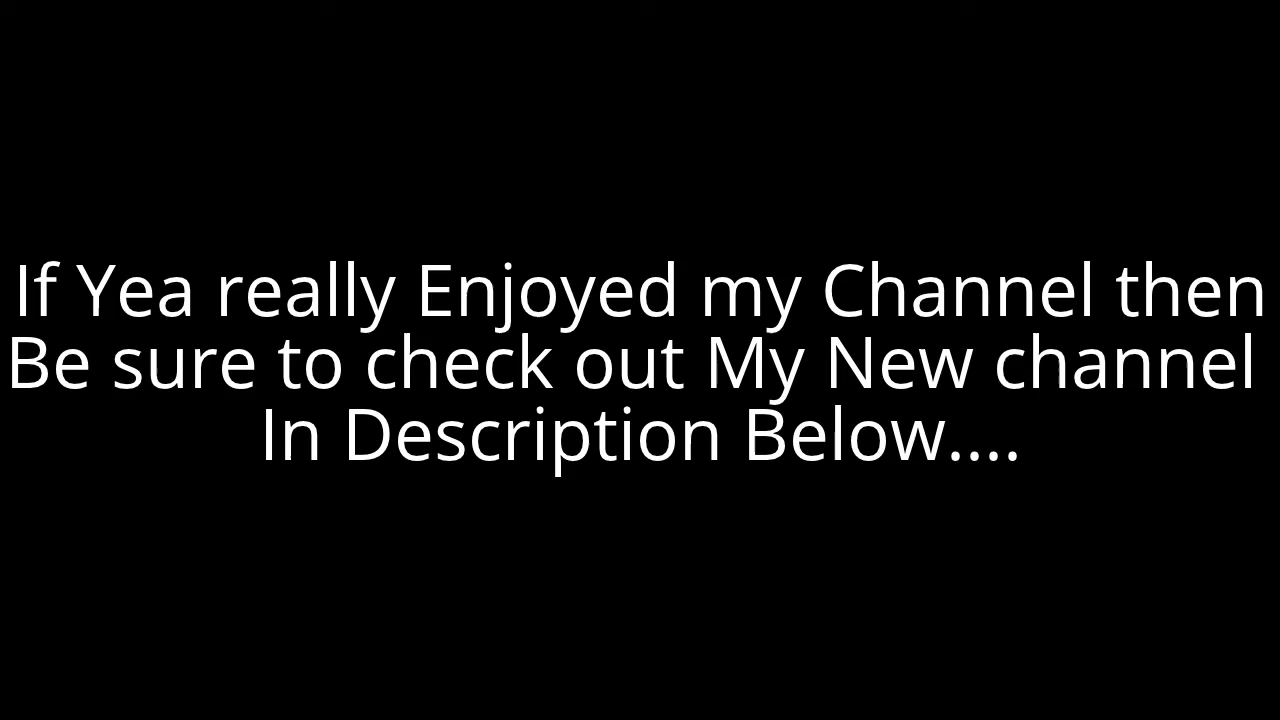 If Yea really Enjoyed my Channel then
Be sure to check out My New channel
In Description Below....